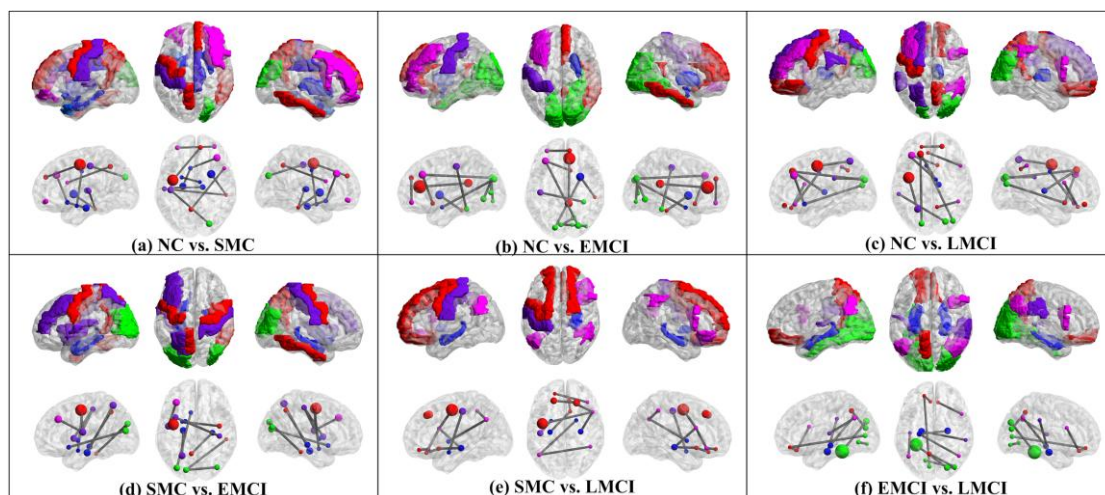 (a) NC vs. SMC
(b) NC vs. EMCI
(c) NC vs. LMCI
(d) SMC vs. EMCI
(e) SMC vs. LMCI
(f) EMCI vs. LMCI